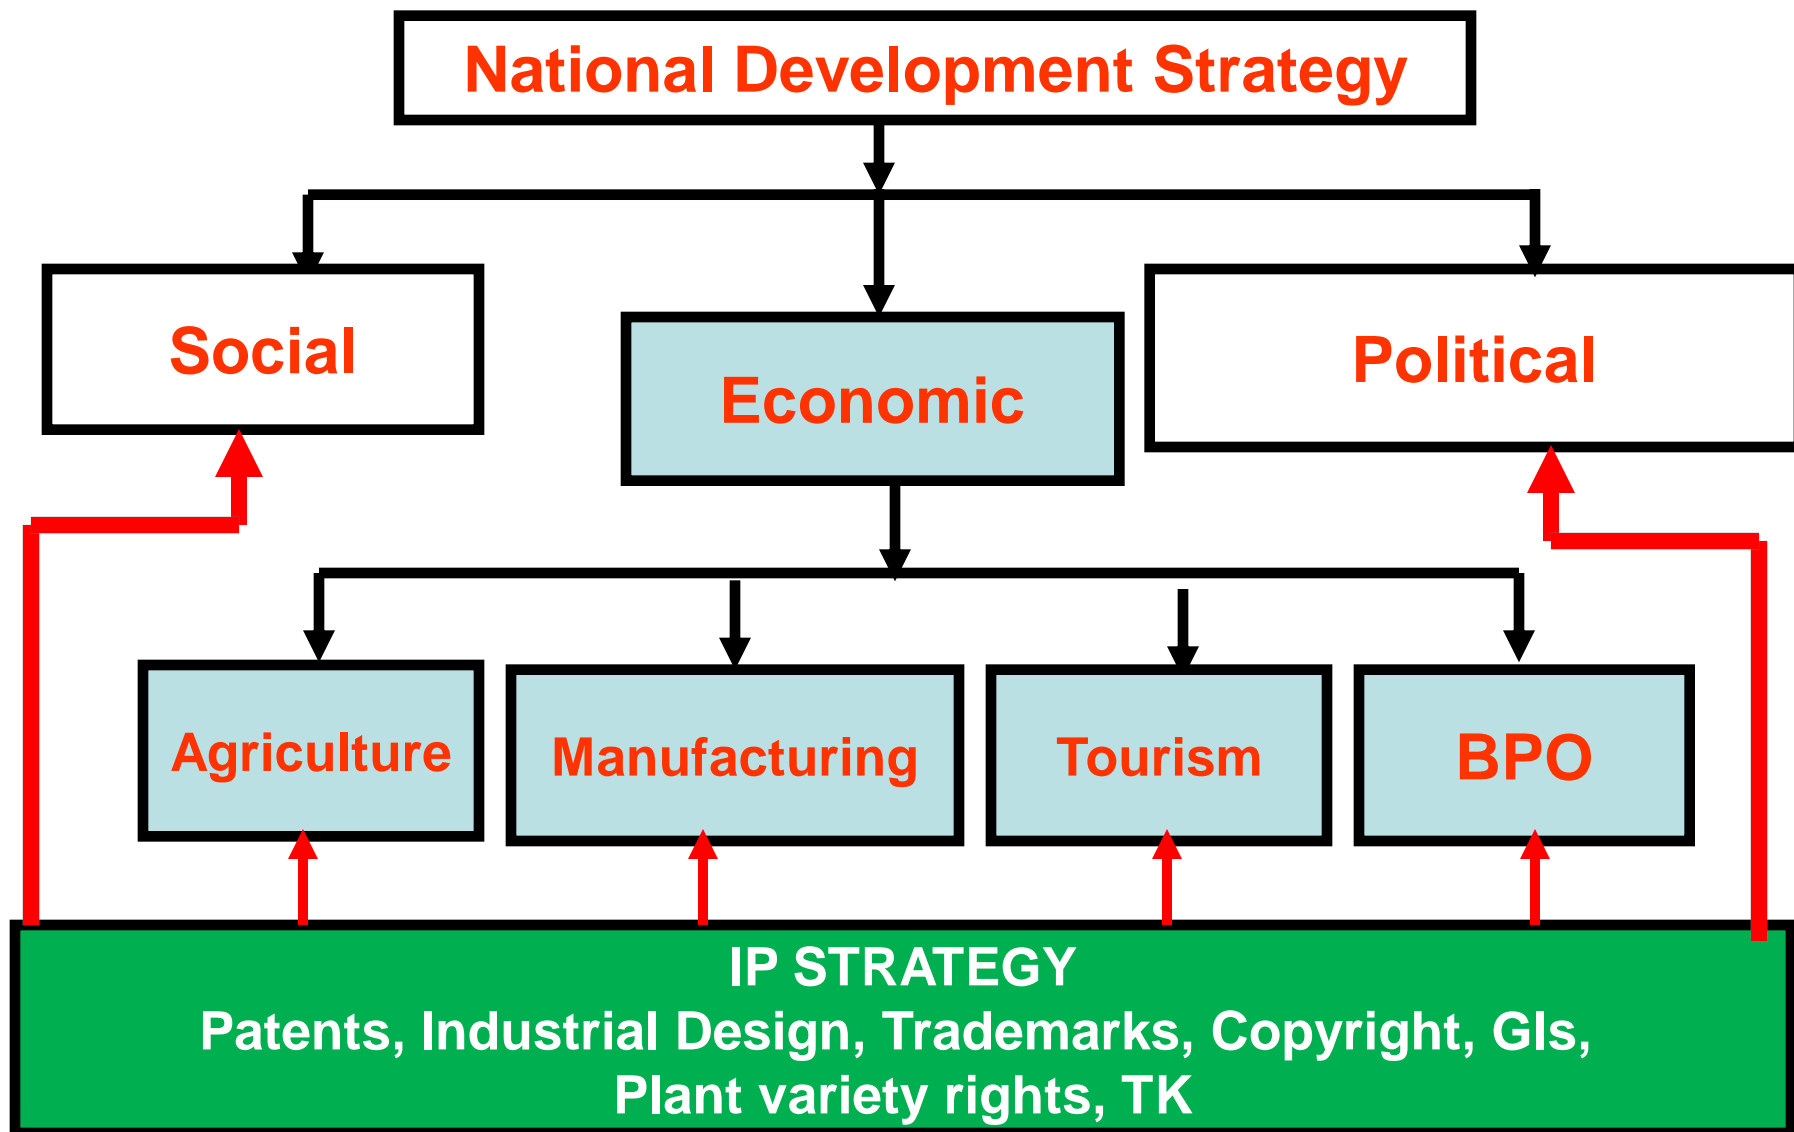 National Development Strategy
Social
Economic
Political
Agriculture
Manufacturing
Tourism
BPO
IP STRATEGY
Patents, Industrial Design, Trademarks, Copyright, GIs,
Plant variety rights, TK